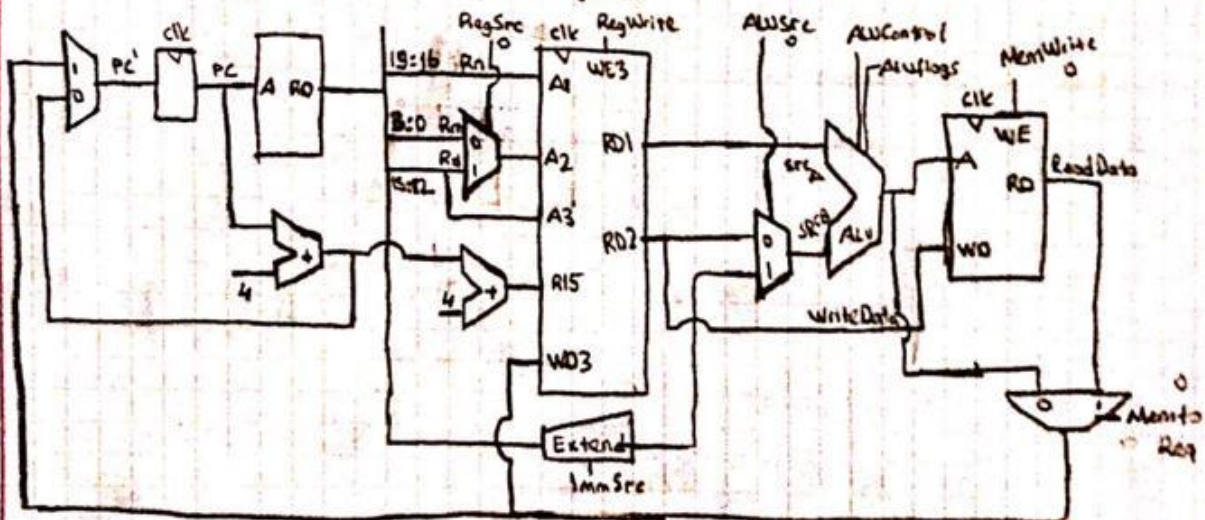 RegSrc
0
clk
RegWrite
ALUSrc
0
ALUControl
ALUflags
MemWrite
0
clk
PC'
clk
PC
A RD
19:16 Rn
A1
WE3
3:0 Rm
0
1
Rd
15:12
A2
A3
RD1
RD2
R15
WD3
4
+
4
+
1
0
SrcA
SRCB
ALU
0
1
A
WE
RD
WD
ReadData
WriteData
Extend
ImmSrc
0
1
0
Memto
Reg